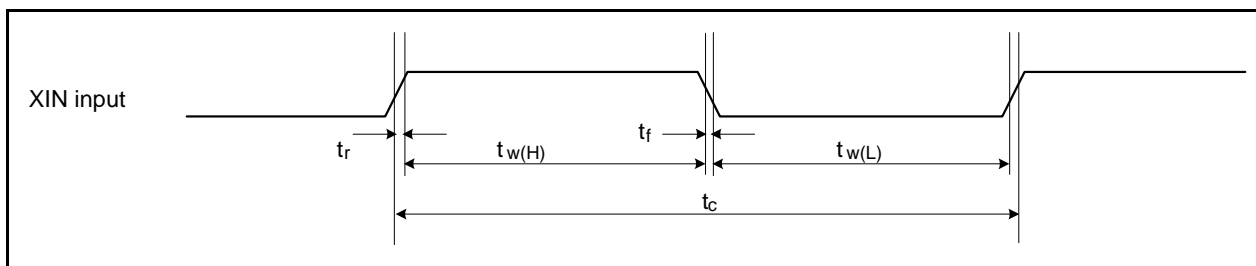 XIN input
tr
tw(H)
tf
tw(L)
tc